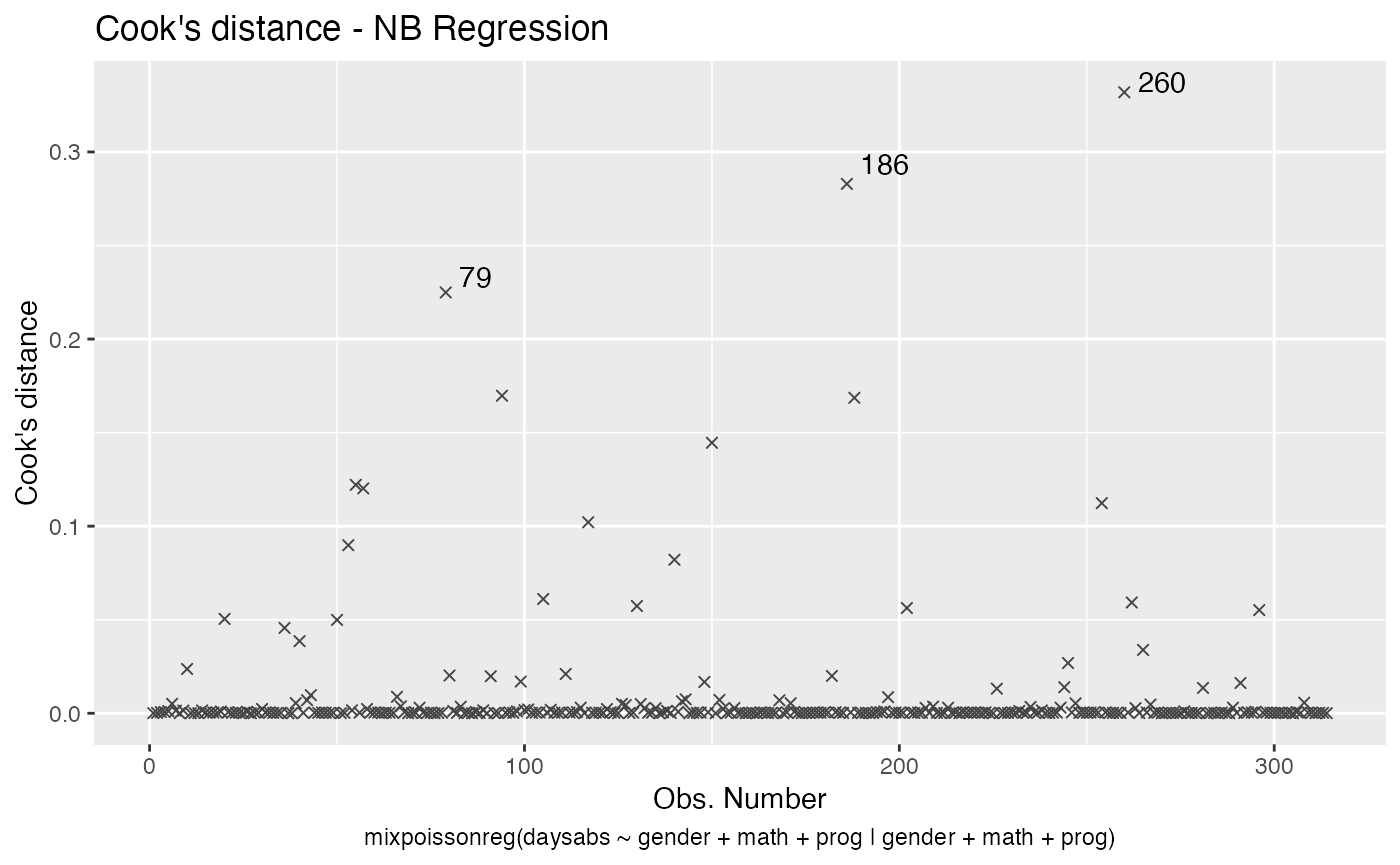 Cook's distance - NB Regression
260
0.3
186
79
0.2
Cook's distance
0.1
0.0
0 100 200 300
Obs. Number
mixpoissonreg(daysabs ~ gender + math + prog | gender + math + prog)